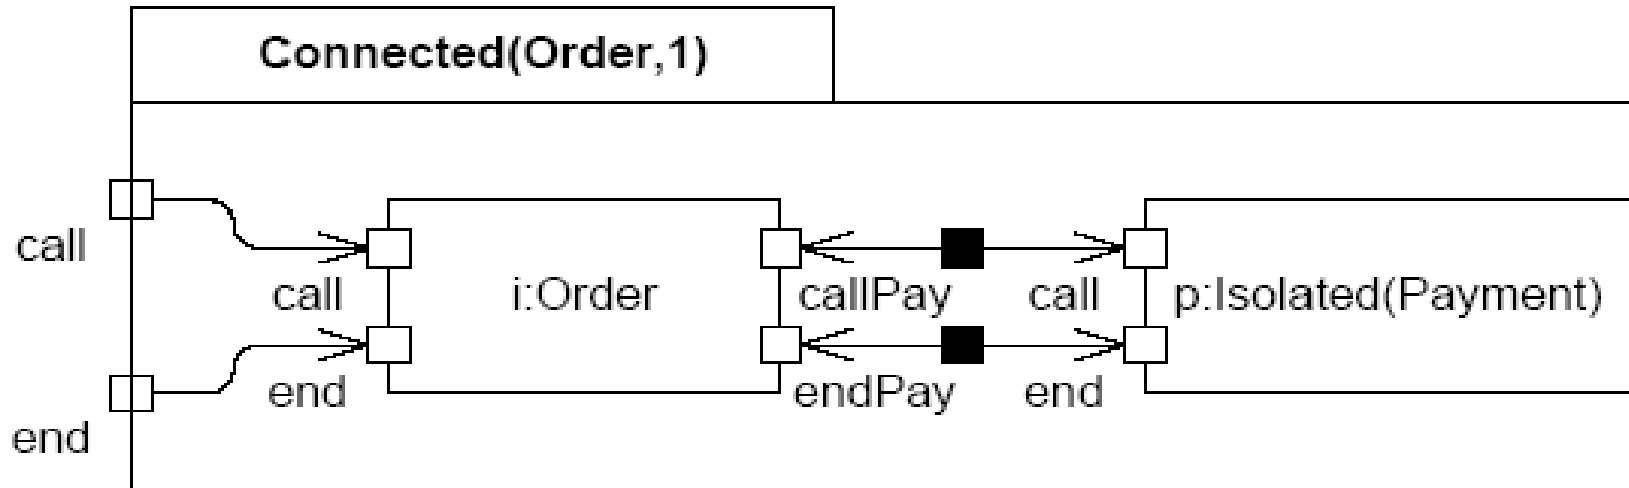 Connected(Order,1)
call
call
i:Order
callPay
call
p:Isolated(Payment)
end
endPay
end
end